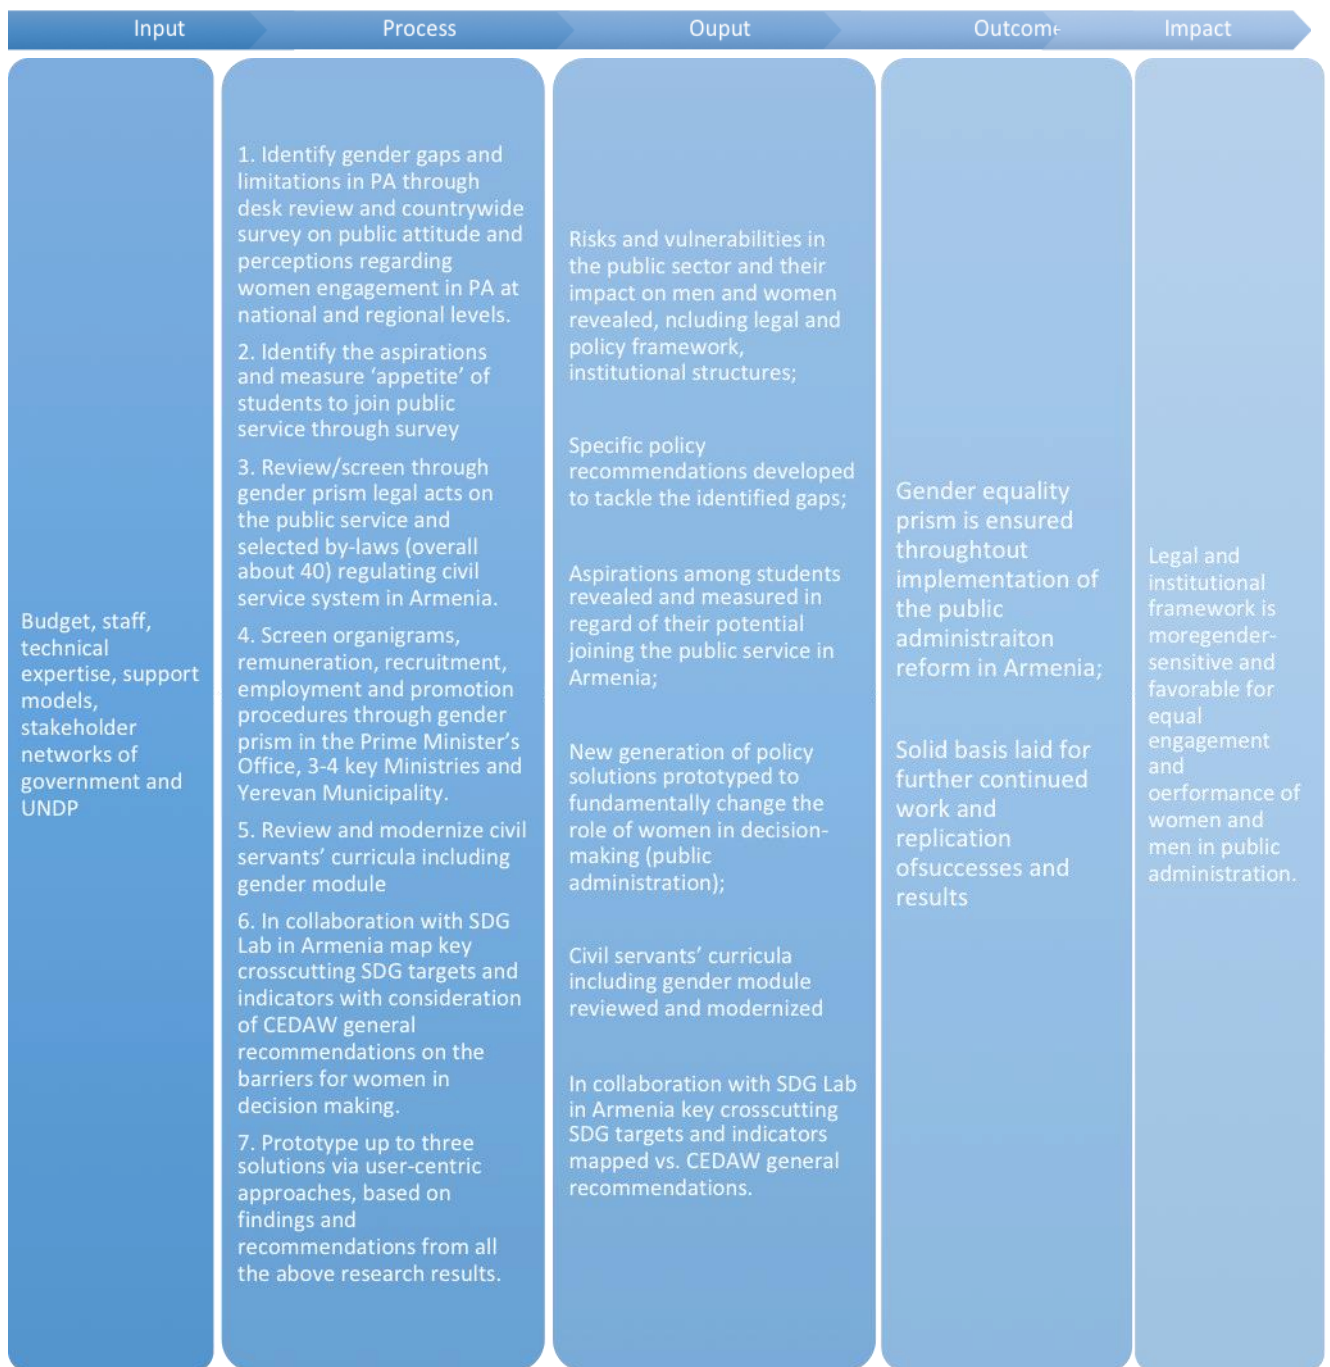 Input
Process
Ouput
Outcome
Impact
Budget, staff,
technical
expertise, support
models,
stakeholder
networks of
government and
UNDP
1. Identify gender gaps and
limitations in PA through
desk review and countrywide
survey on public attitude and
perceptions regarding
women engagement in PA at
national and regional levels.
2. Identify the aspirations
and measure ‘appetite’ of
students to join public
service through survey
3. Review/screen through
gender prism legal acts on
the public service and
selected by-laws (overall
about 40) regulating civil
service system in Armenia.
4. Screen organigrams,
remuneration, recruitment,
employment and promotion
procedures through gender
prism in the Prime Minister’s
Office, 3-4 key Ministries and
Yerevan Municipality.
5. Review and modernize civil
servants’ curricula including
gender module
6. In collaboration with SDG
Lab in Armenia map key
crosscutting SDG targets and
indicators with consideration
of CEDAW general
recommendations on the
barriers for women in
decision making.
7. Prototype up to three
solutions via user-centric
approaches, based on
findings and
recommendations from all
the above research results.
Risks and vulnerabilities in
the public sector and their
impact on men and women
revealed, ncluding legal and
policy framework,
institutional structures;
Specific policy
recommendations developed
to tackle the identified gaps;
Aspirations among students
revealed and measured in
regard of their potential
joining the public service in
Armenia;
New generation of policy
solutions prototyped to
fundamentally change the
role of women in decision-
making (public
administration);
Civil servants’ curricula
including gender module
reviewed and modernized
In collaboration with SDG Lab
in Armenia key crosscutting
SDG targets and indicators
mapped vs. CEDAW general
recommendations.
Gender equality
prism is ensured
throughtout
implementation of
the public
administraiton
reform in Armenia;
Solid basis laid for
further continued
work and
replication
ofsuccesses and
results
Legal and
institutional
framework is
moregender-
sensitive and
favorable for
equal
engagement
and
oerformance of
women and
men in public
administration.